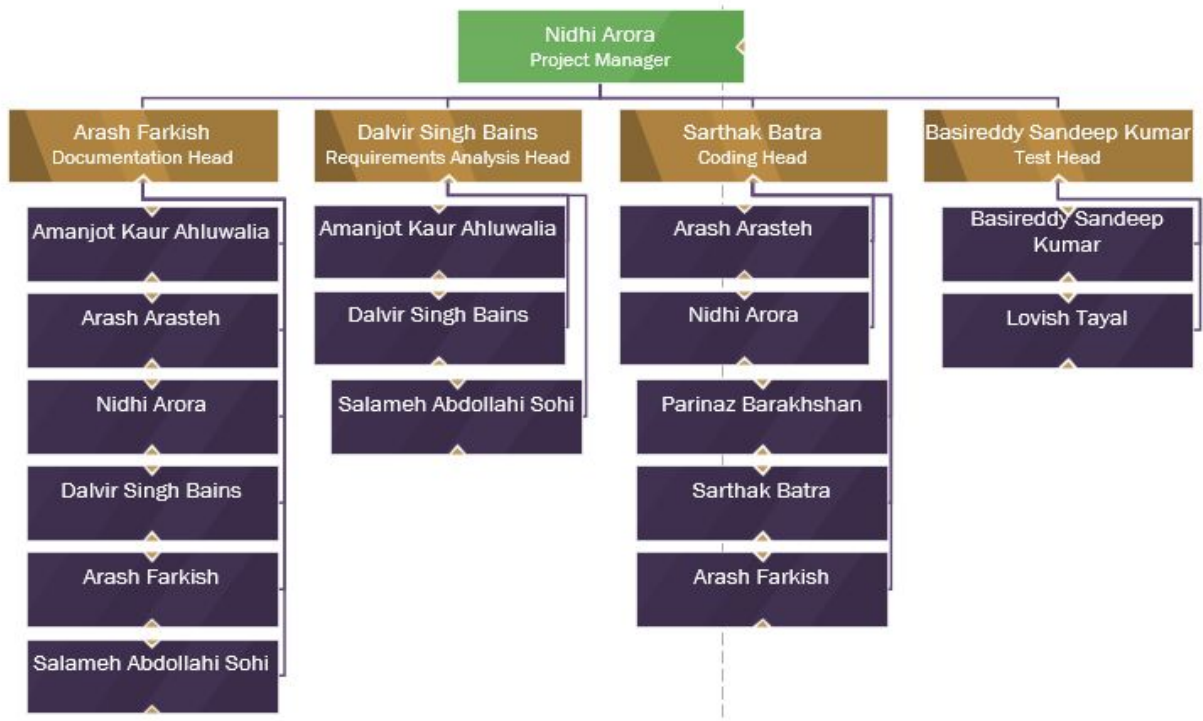 Nidhi Arora
Project Manager
Arash Farkish
Documentation Head
Amanjot Kaur Ahluwalia
Arash Arasteh
Nidhi Arora
Dalvir Singh Bains
Arash Farkish
Salameh Abdollahi Sohi
Dalvir Singh Bains
Requirements Analysis Head
Amanjot Kaur Ahluwalia
Dalvir Singh Bains
Salameh Abdollahi Sohi
Sarthak Batra
Coding Head
Arash Arasteh
Nidhi Arora
Parinaz Barakhshan
Sarthak Batra
Arash Farkish
Basireddy Sandeep Kumar
Test Head
Basireddy Sandeep
Kumar
Lovish Tayal